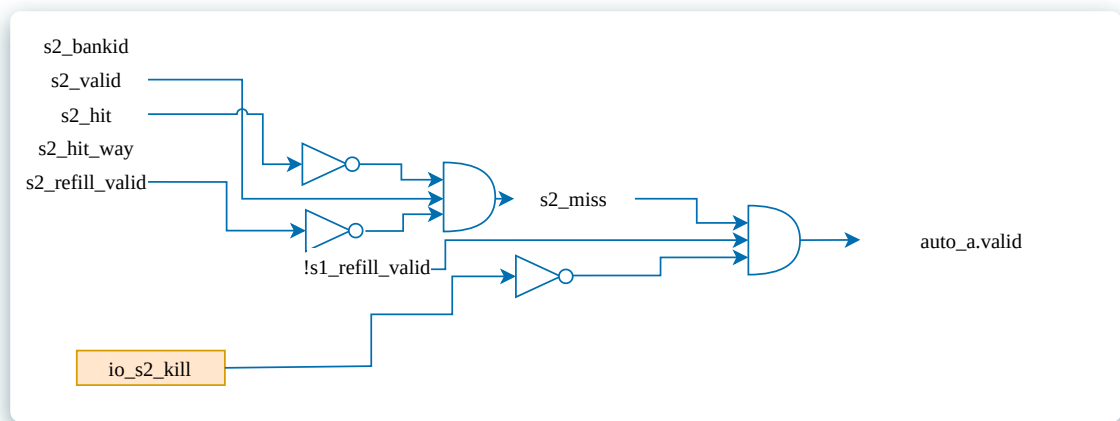 s2_bankid
s2_valid
s2_hit
s2_hit_way
s2_refill_valid
s2_miss
auto_a.valid
!s1_refill_valid
io_s2_kill